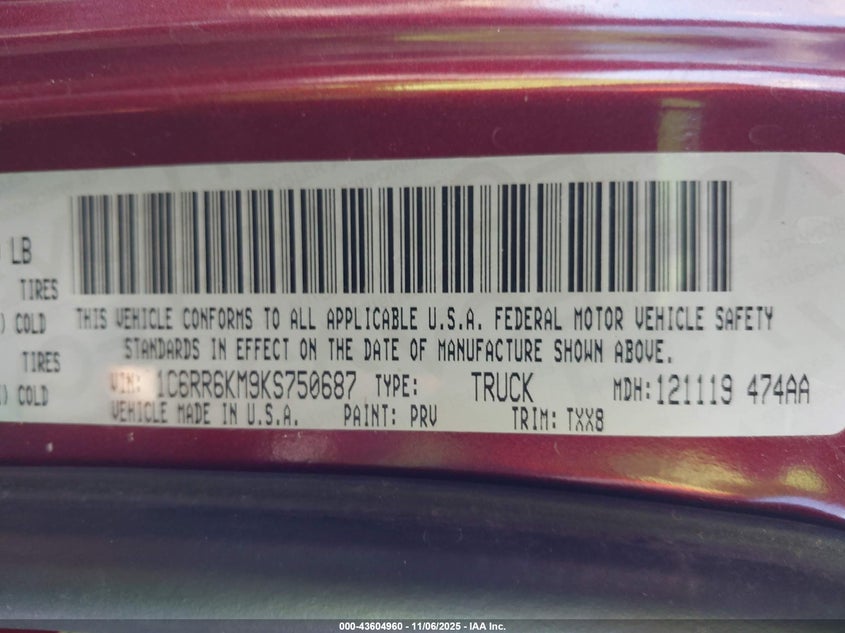 LB
TIRES
) COLD
TIRES
) COLD
THIS VEHICLE CONFORMS TO ALL APPLICABLE U.S.A. FEDERAL MOTOR VEHICLE SAFETY
STANDARDS IN EFFECT ON THE DATE OF MANUFACTURE SHOWN ABOVE.
VIN: 1C6RR6KM9KS750687 TYPE: TRUCK MDH:121119 474AA
VEHICLE MADE IN U.S.A. PAINT: PRV TRIM: TXX8
000-43604960 - 11/06/2025 - IAA Inc.